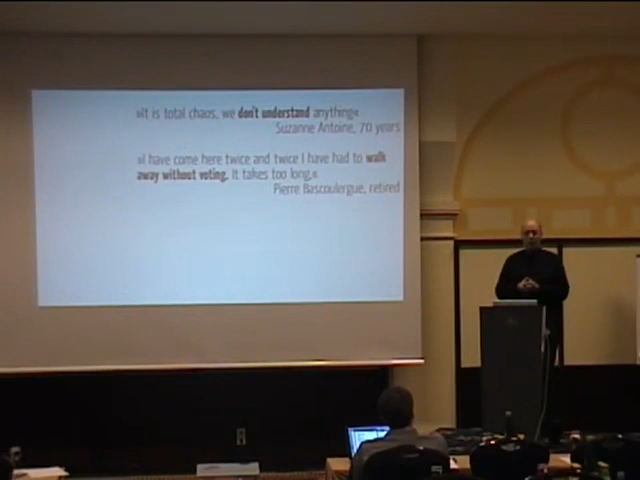 »It is total chaos, we don't understand anything«
Suzanne Antoine, 70 years
»I have come here twice and twice I have had to walk
away without voting. It takes too long,«
Pierre Bascoulergue, retired